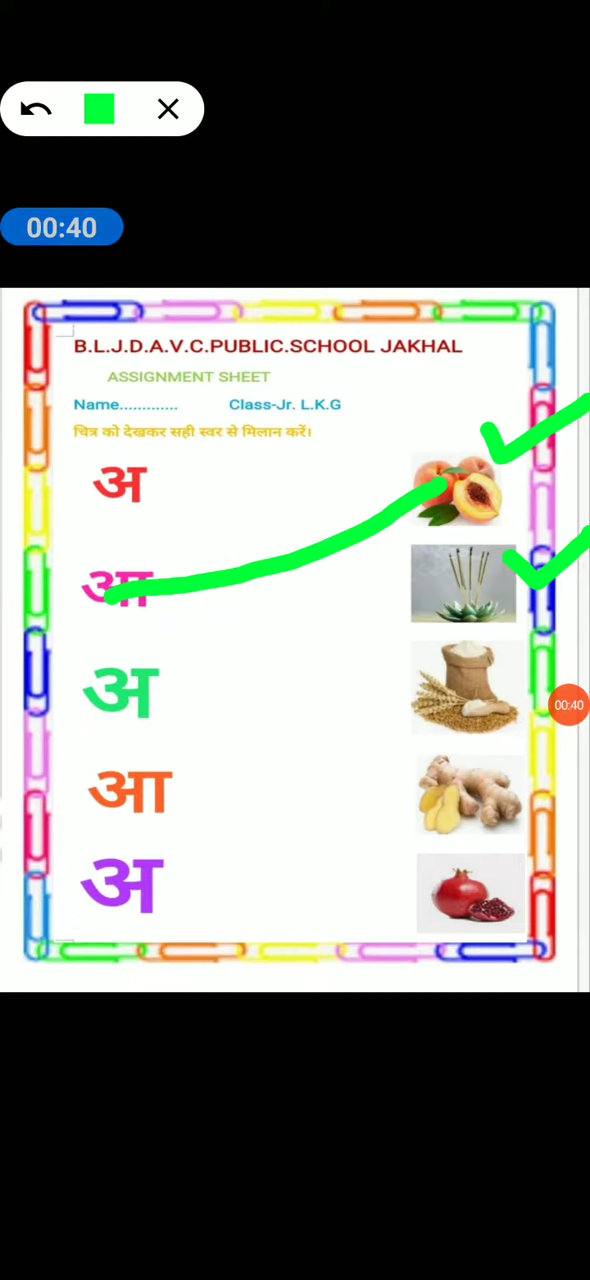 00:40
B.L.J.D.A.V.C.PUBLIC.SCHOOL JAKHAL
ASSIGNMENT SHEET
Name............ Class-Jr. L.K.G
चित्र को देखकर सही स्वर से मिलान करें।
अ
आ
अ
00:40
आ
अ